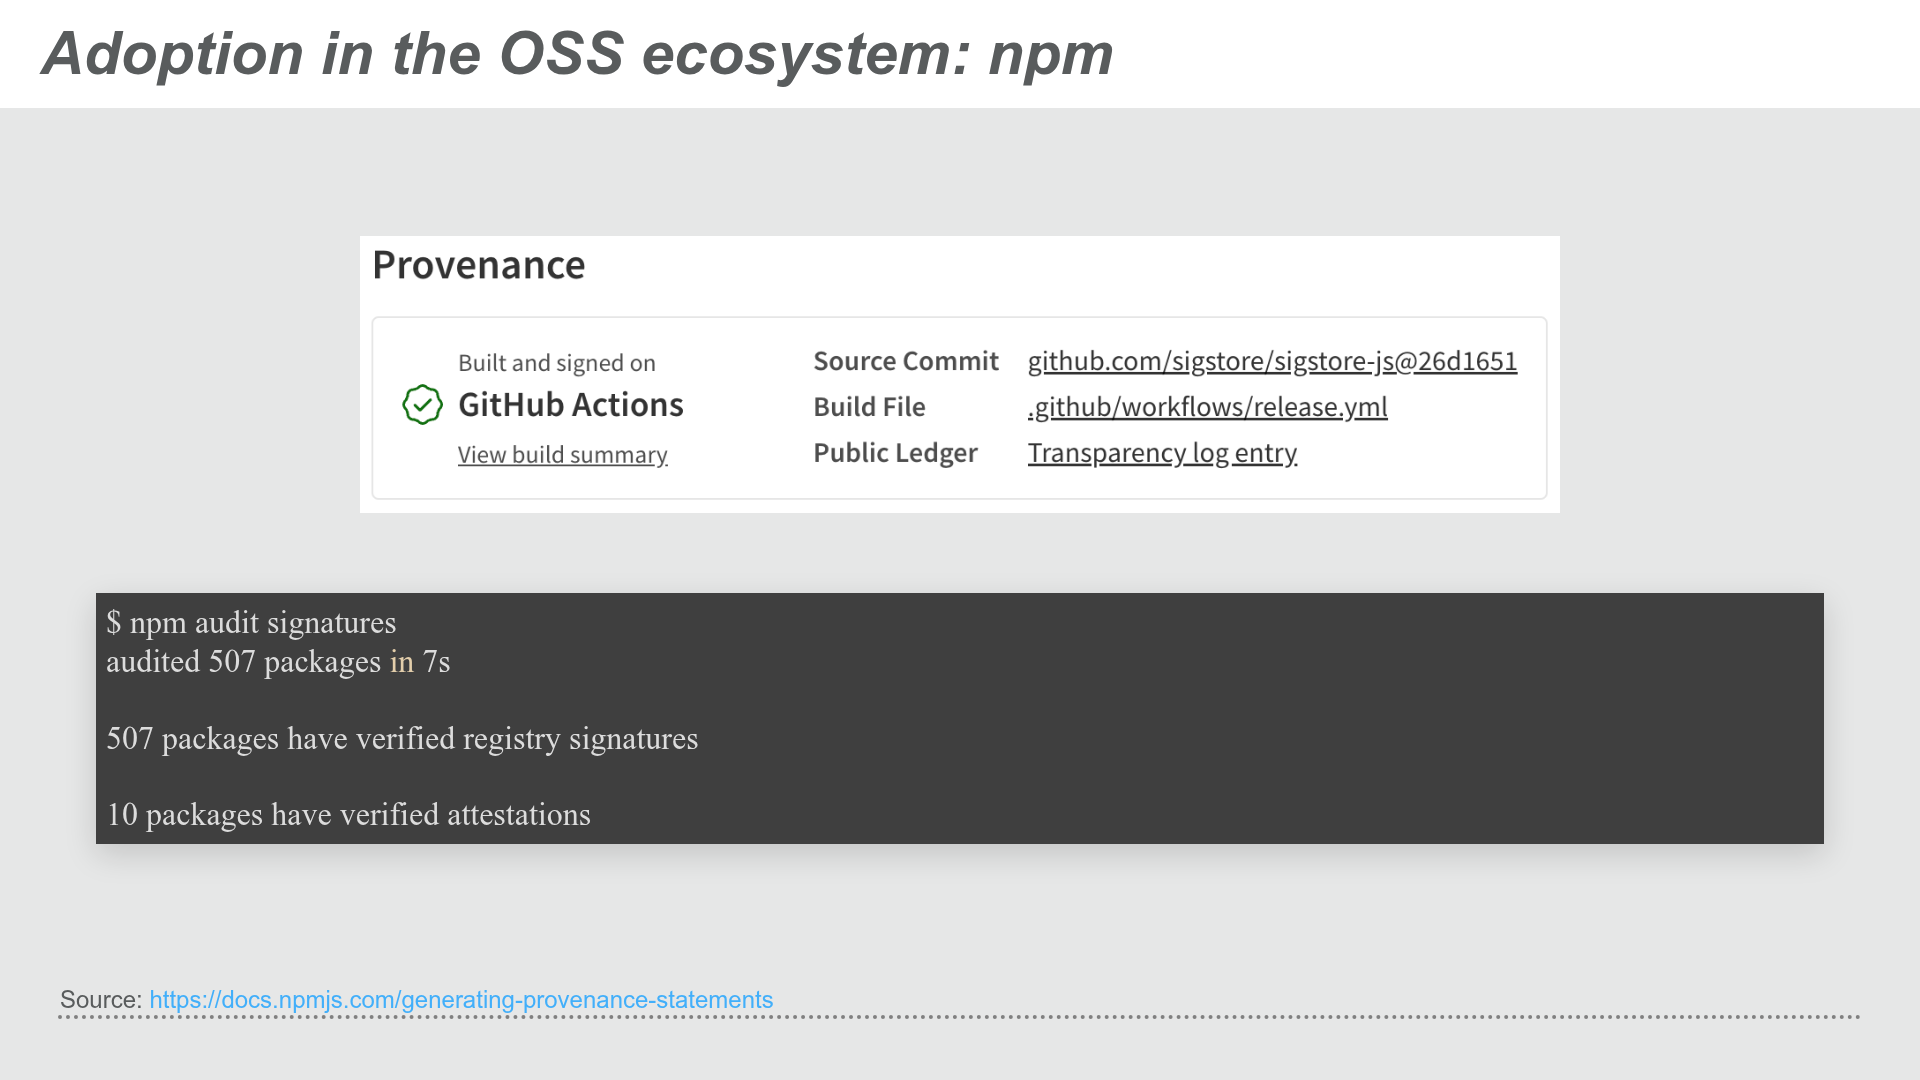 Adoption in the OSS ecosystem: npm
Provenance
Built and signed on
GitHub Actions
View build summary
Source Commit github.com/sigstore/sigstore-js@26d1651
Build File .github/workflows/release.yml
Public Ledger Transparency log entry
$ npm audit signatures
audited 507 packages in 7s
507 packages have verified registry signatures
10 packages have verified attestations
Source: https://docs.npmjs.com/generating-provenance-statements